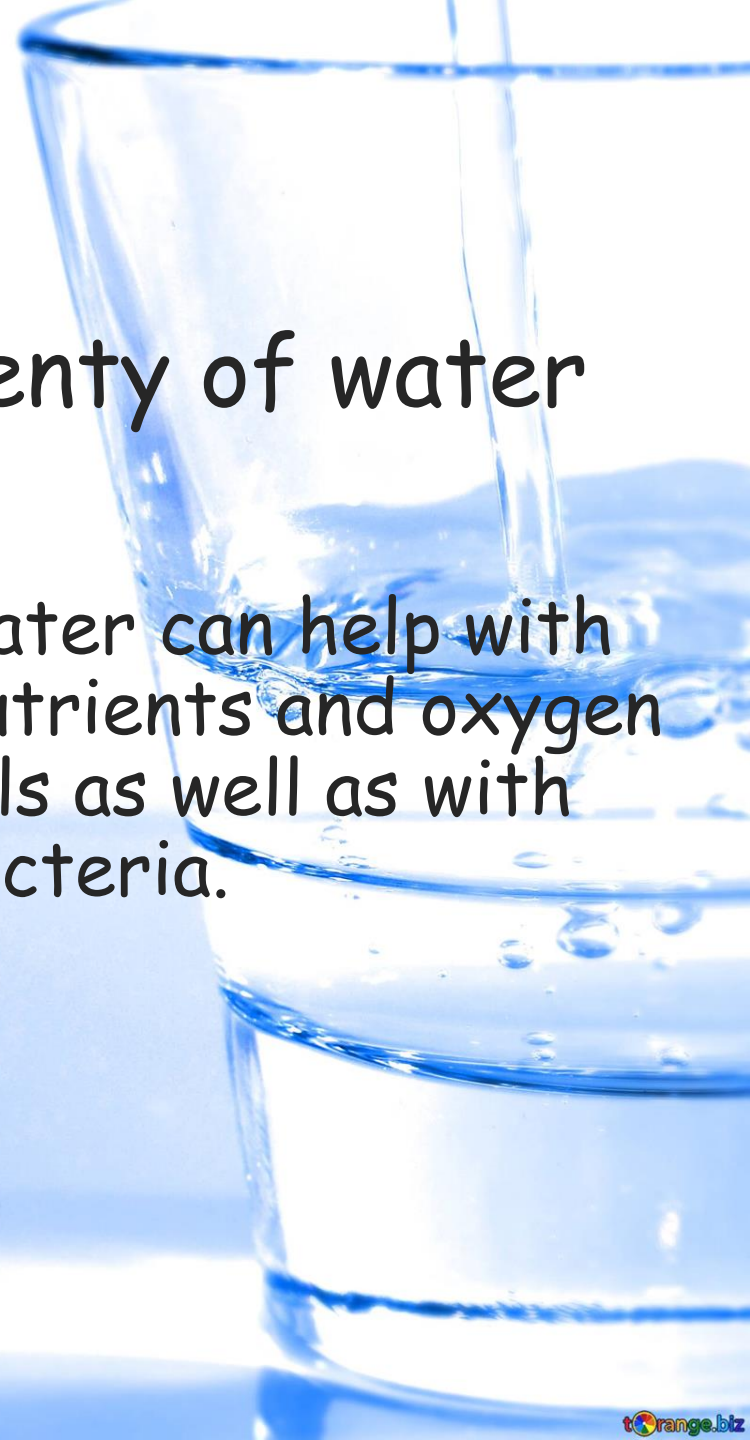 enty of water
ater can help with
utrients and oxygen
ls as well as with
cteria.
tOrange.biz